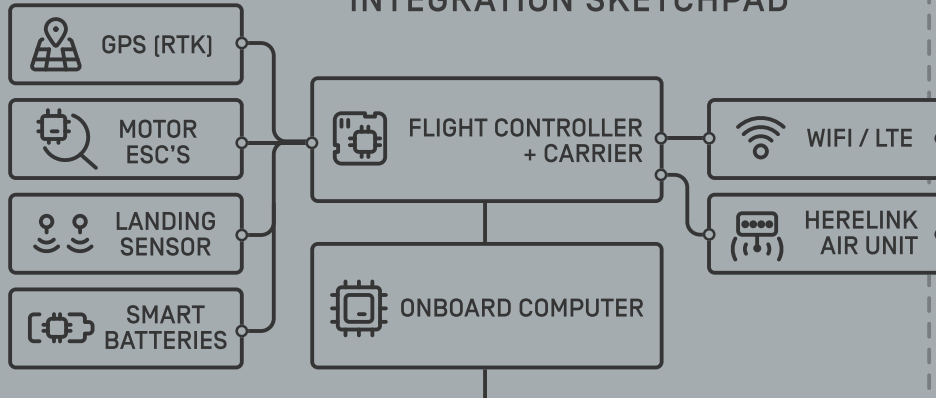 INTEGRATION SKETCHPAD
GPS (RTK)
MOTOR
ESC'S
LANDING
SENSOR
SMART
BATTERIES
FLIGHT CONTROLLER
+ CARRIER
ONBOARD COMPUTER
WIFI / LTE
HERELINK
AIR UNIT